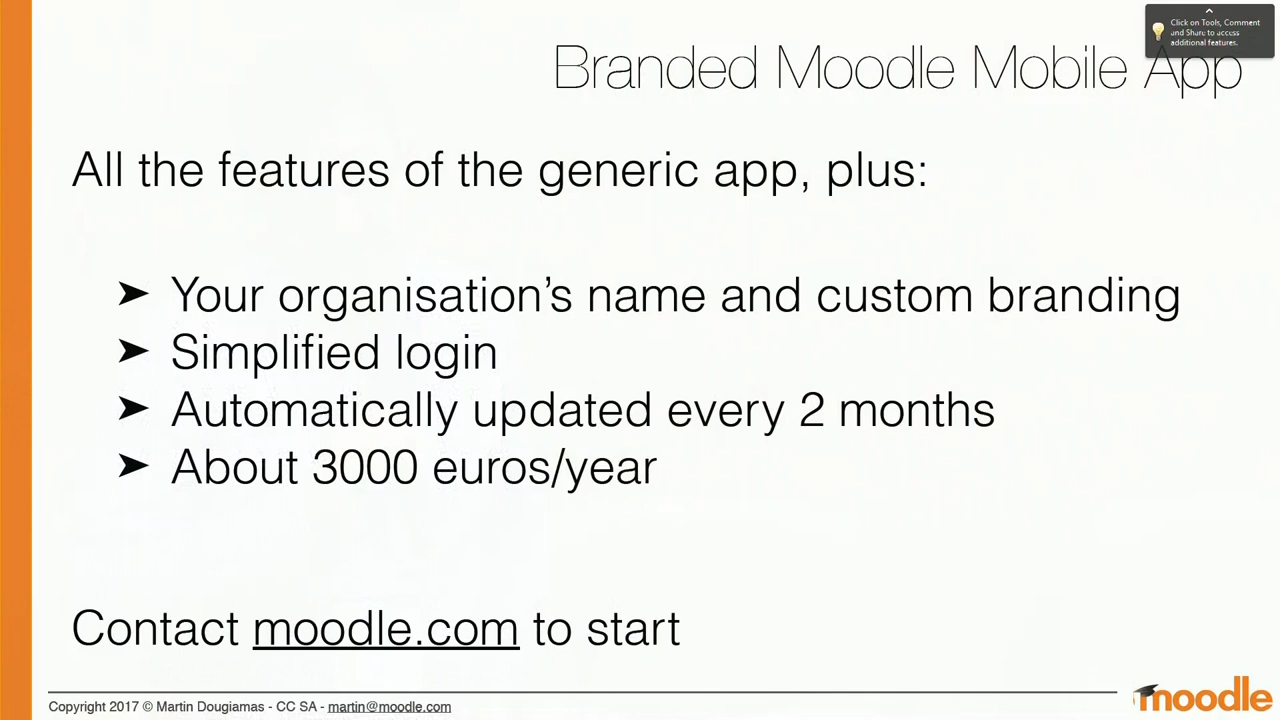 Click on Tools, Comment
and Share to access
additional features.
Branded Moodle Mobile App
All the features of the generic app, plus:
➤ Your organisation’s name and custom branding
➤ Simplified login
➤ Automatically updated every 2 months
➤ About 3000 euros/year
Contact moodle.com to start
Copyright 2017 © Martin Dougiamas - CC SA - martin@moodle.com
moodle